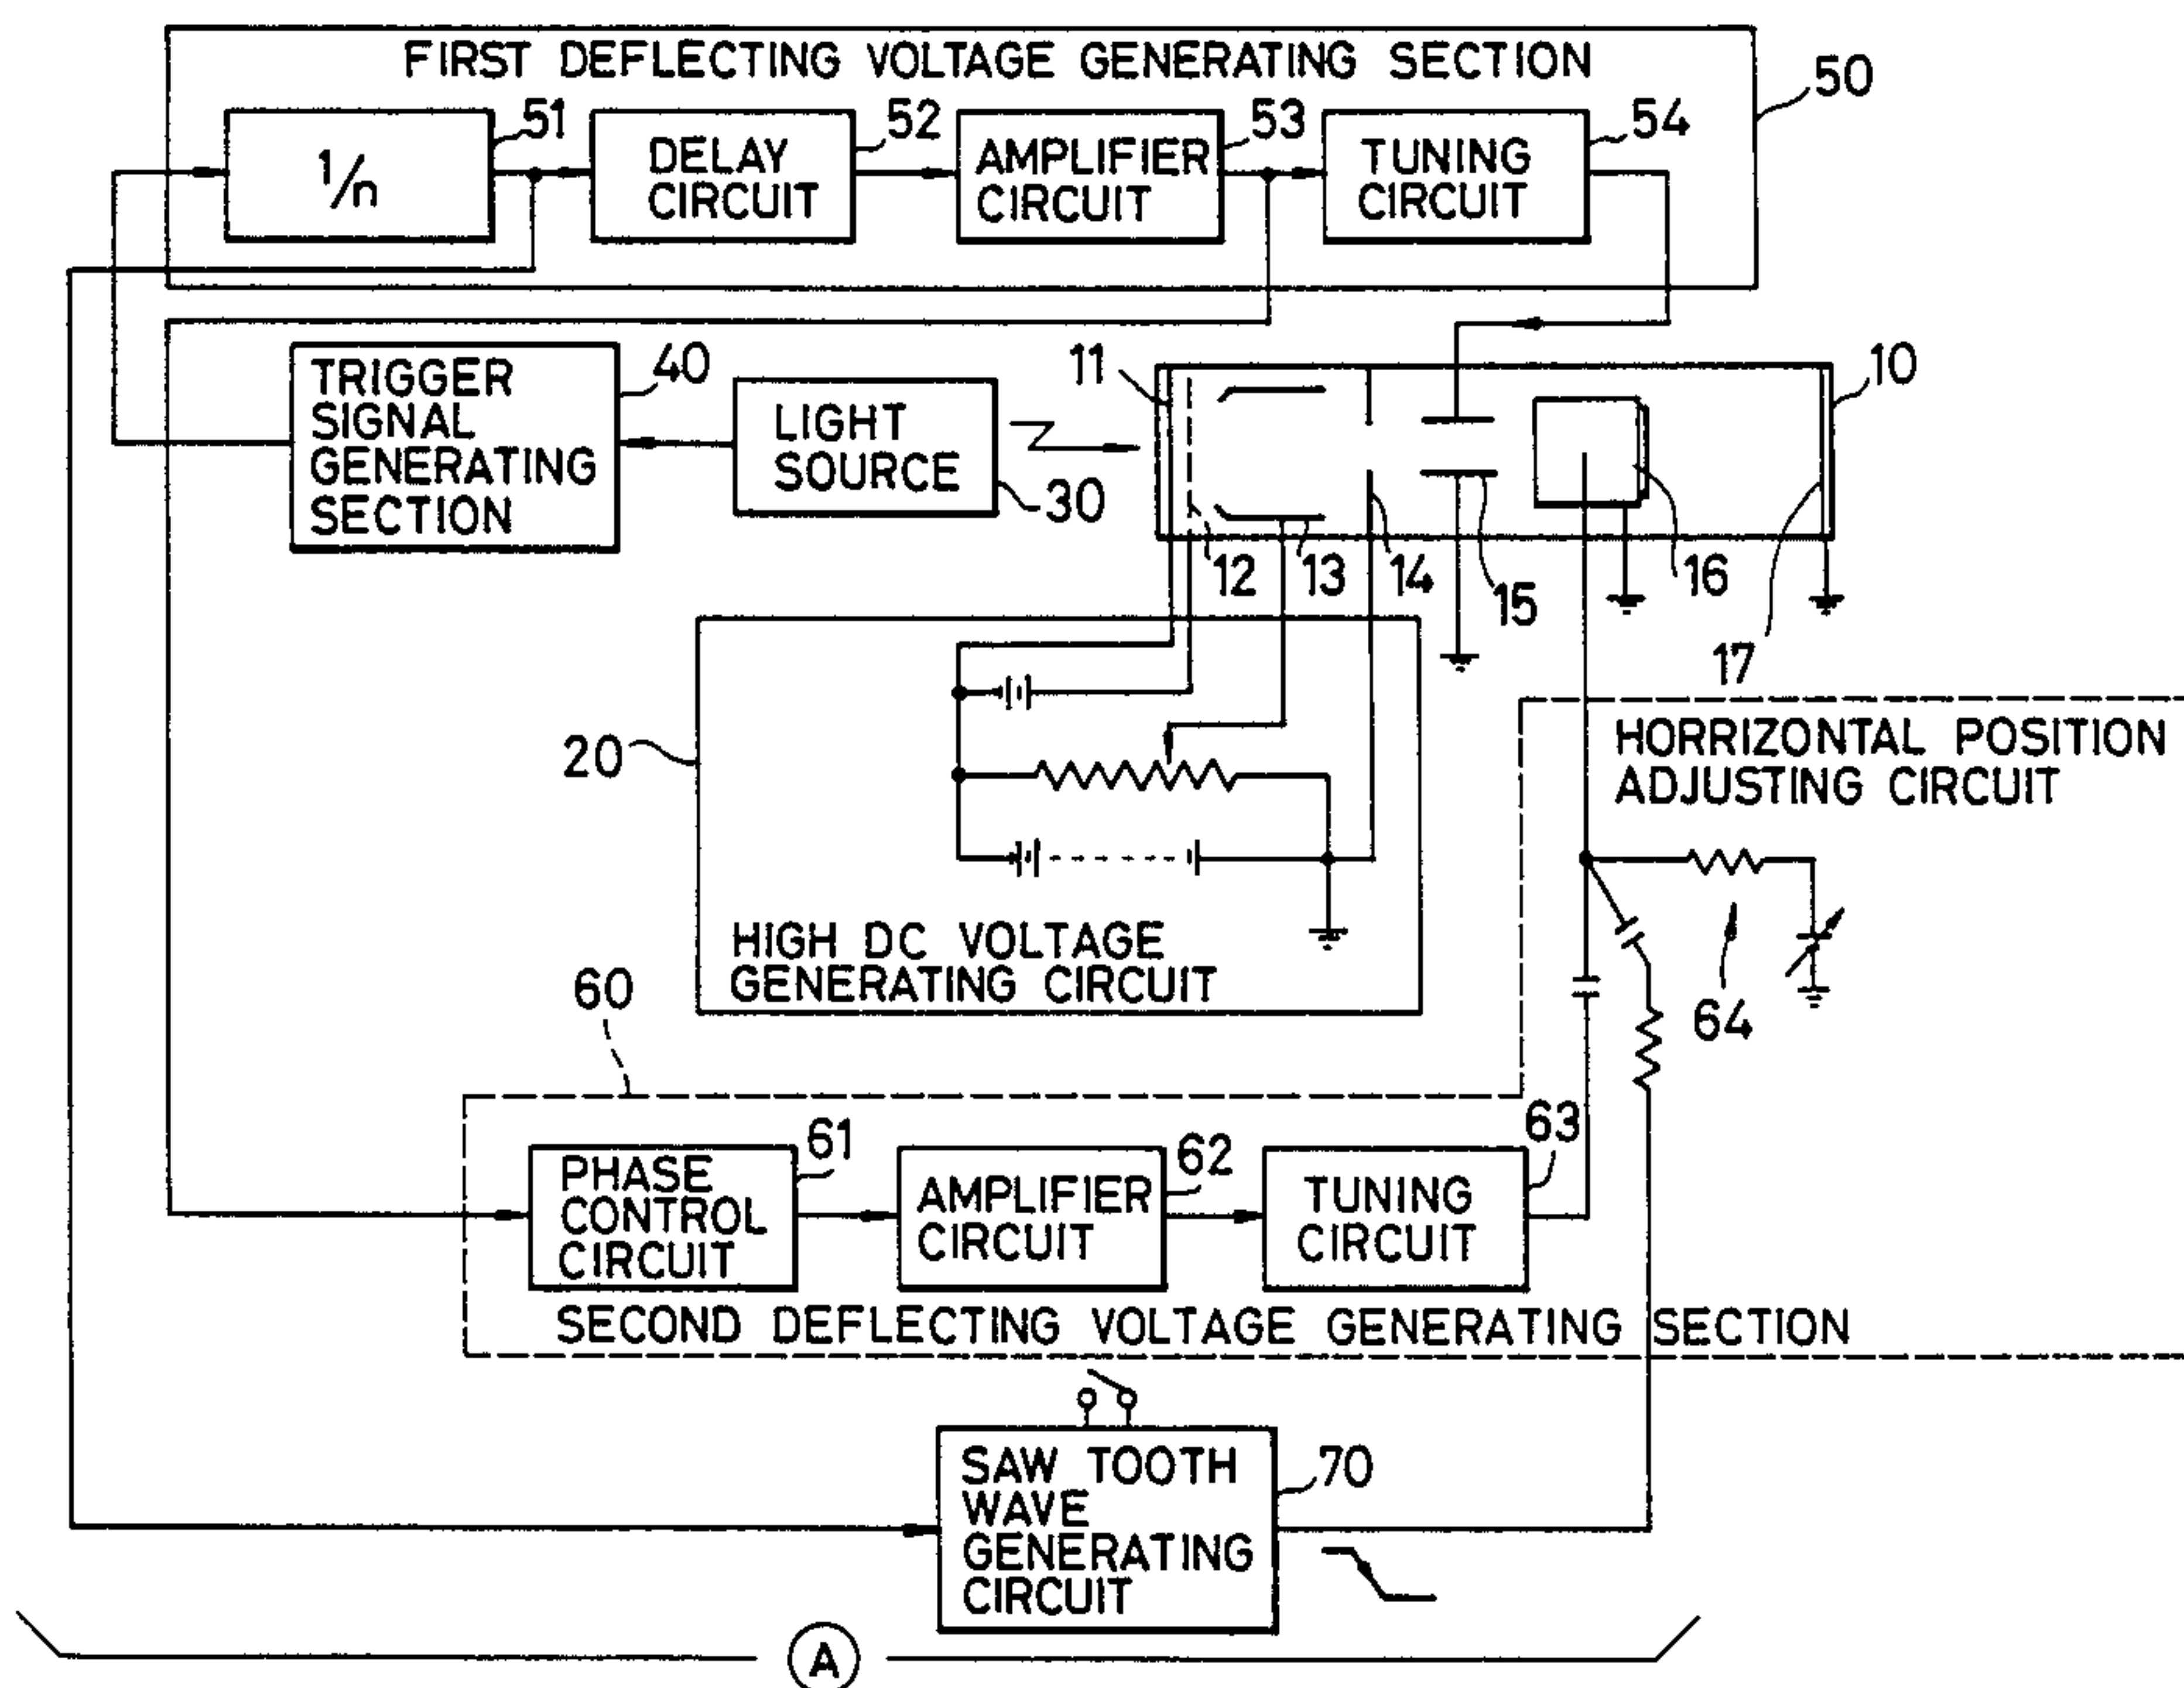 FIRST DEFLECTING VOLTAGE GENERATING SECTION
50
51
52
53
54
1/n
DELAY
CIRCUIT
AMPLIFIER
CIRCUIT
TUNING
CIRCUIT
TRIGGER
SIGNAL
GENERATING
SECTION
40
LIGHT
SOURCE
30
11
10
12
13
14
15
16
17
20
HIGH DC VOLTAGE
GENERATING CIRCUIT
HORRIZONTAL POSITION
ADJUSTING CIRCUIT
64
60
PHASE
CONTROL
CIRCUIT
61
AMPLIFIER
CIRCUIT
62
TUNING
CIRCUIT
63
SECOND DEFLECTING VOLTAGE GENERATING SECTION
SAW TOOTH
WAVE
GENERATING
CIRCUIT
70
A